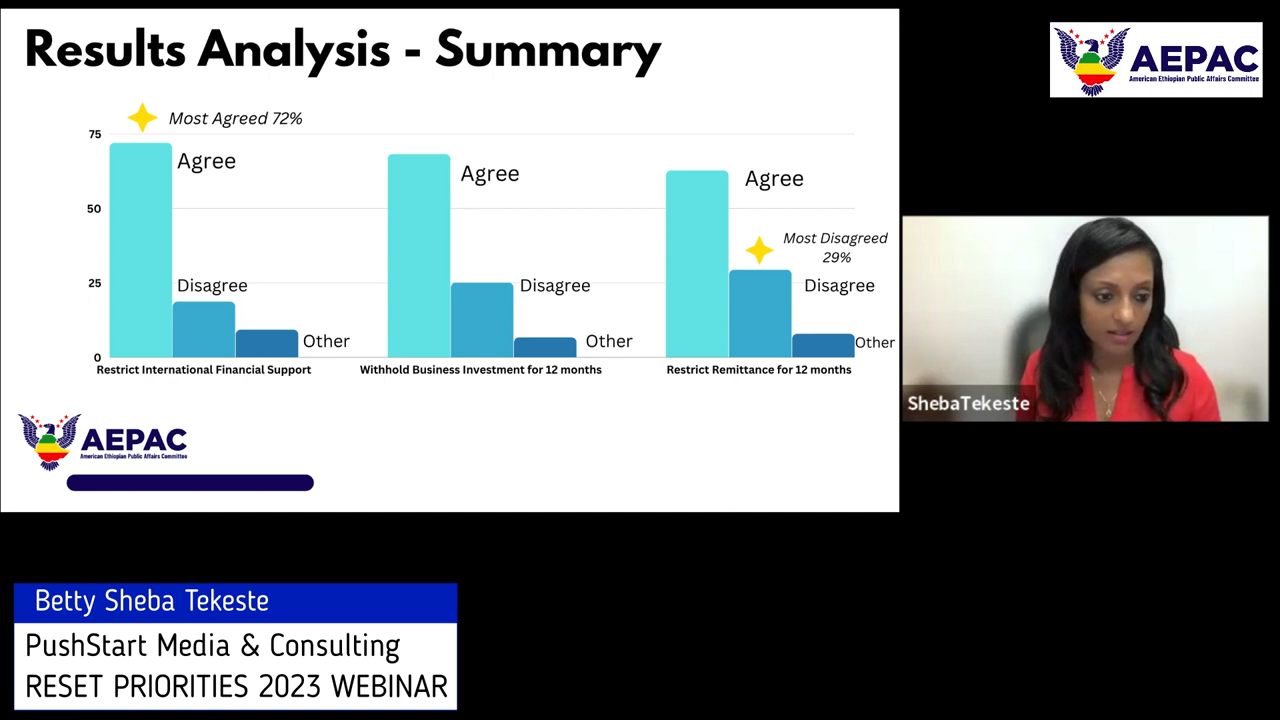 Results Analysis - Summary
AEPAC
American Ethiopian Public Affairs Committee
Most Agreed 72%
75
Agree
Agree
Agree
50
Most Disagreed
29%
25
Disagree
Disagree
Disagree
Other
Other
Other
0
Restrict International Financial Support
Withhold Business Investment for 12 months
Restrict Remittance for 12 months
ShebaTekeste
AEPAC
American Ethiopian Public Affairs Committee
Betty Sheba Tekeste
PushStart Media & Consulting
RESET PRIORITIES 2023 WEBINAR